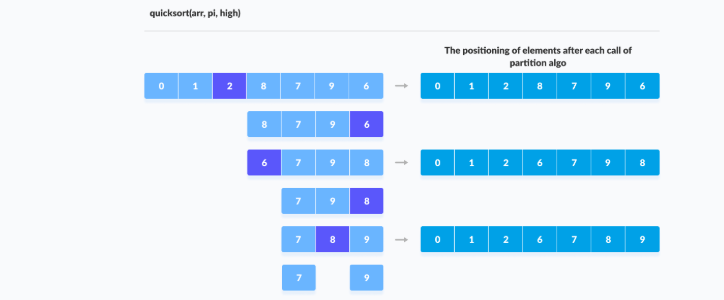 quicksort(arr, pi, high)
The positioning of elements after each call of
partition algo
0 1 2 8 7 9 6 → 0 1 2 8 7 9 6
8 7 9 6
6 7 9 8 → 0 1 2 6 7 9 8
7 9 8
7 8 9 → 0 1 2 6 7 8 9
7 9